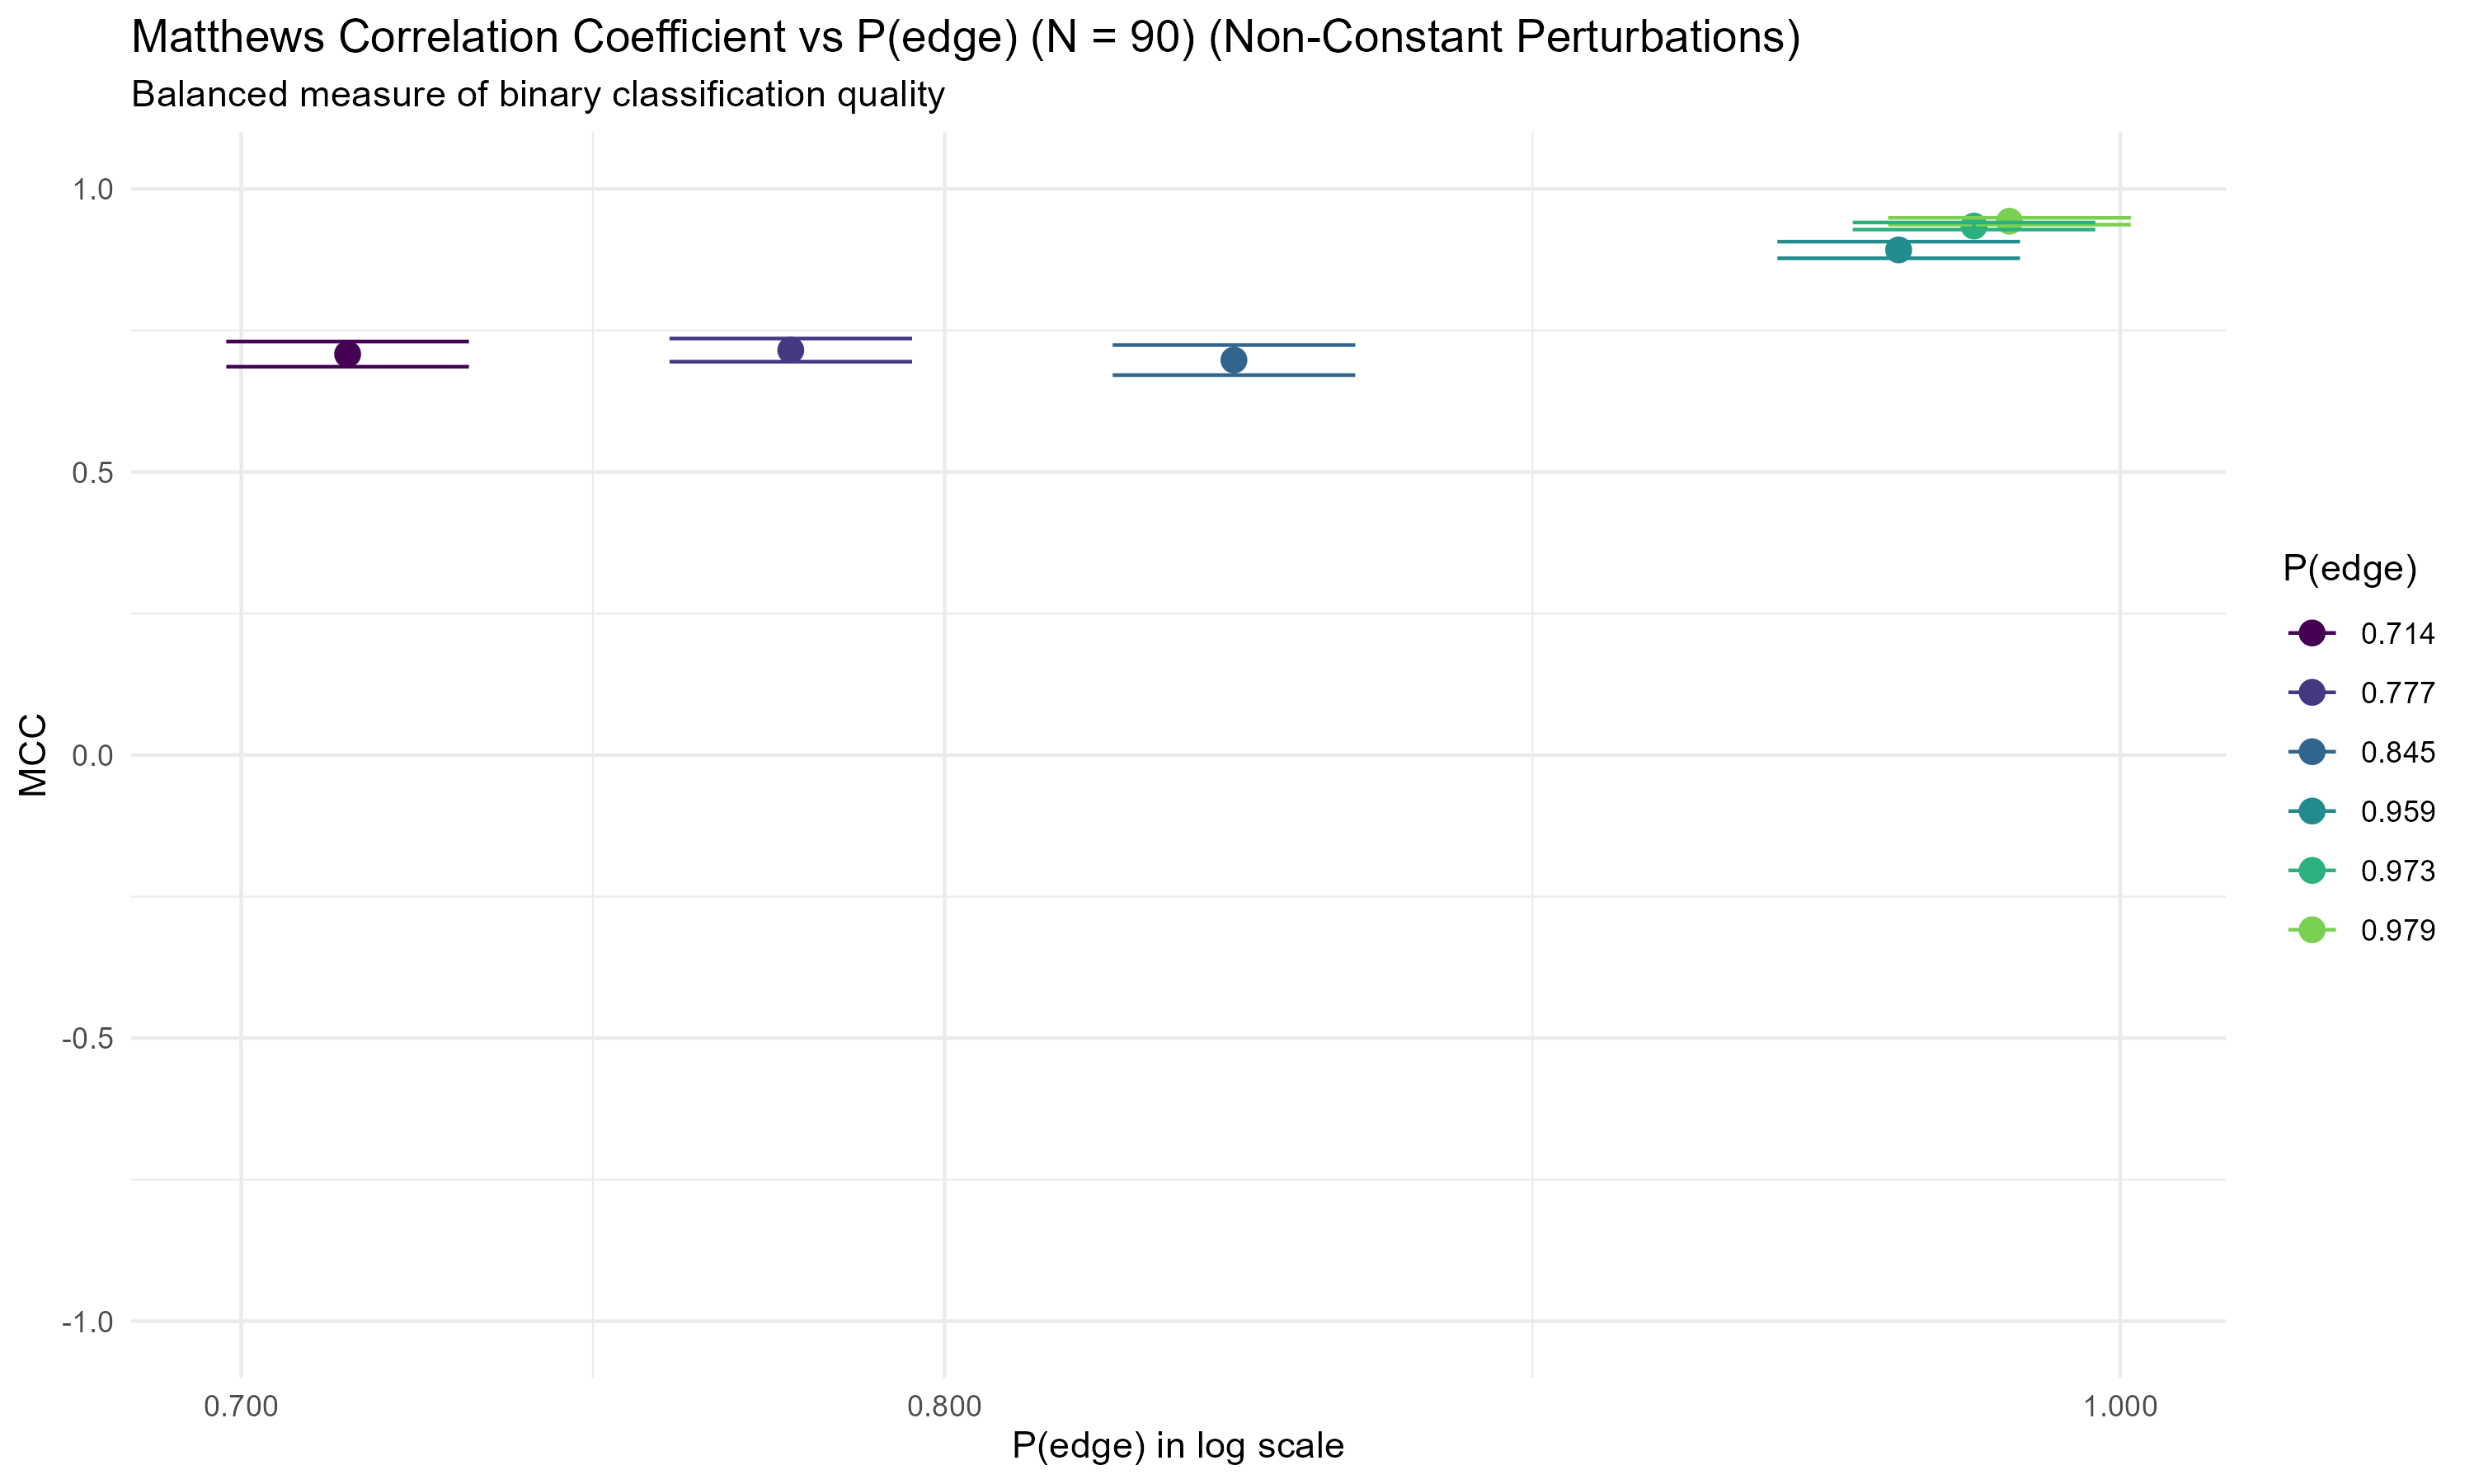 Matthews Correlation Coefficient vs P(edge) (N = 90) (Non-Constant Perturbations)
Balanced measure of binary classification quality
MCC
1.0
0.5
0.0
-0.5
-1.0
0.700
0.800
1.000
P(edge) in log scale
P(edge)
0.714
0.777
0.845
0.959
0.973
0.979